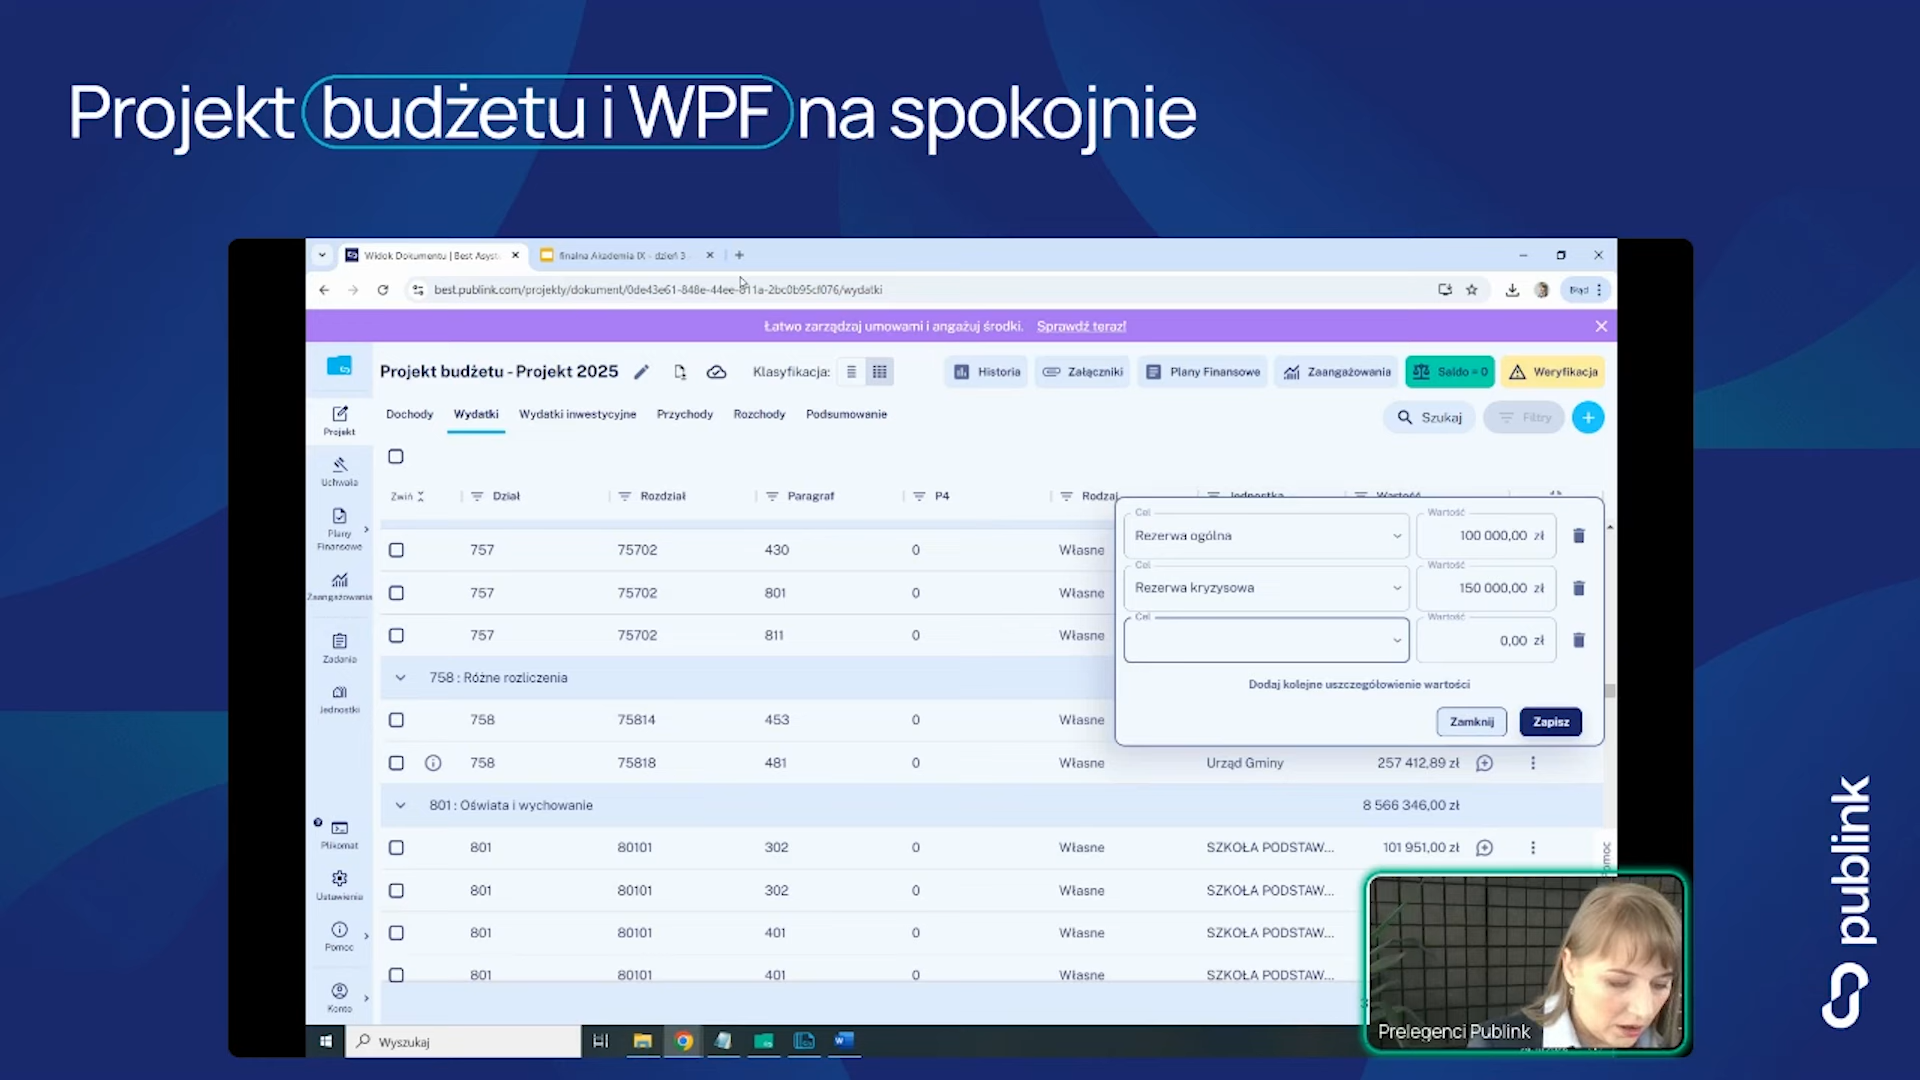 Projekt budżetu i WPF na spokojnie
Widok Dokumentu | Best Asyst
finalna Akademia IX - dzień 3
best.publink.com/projekty/dokument/0de43e61-848e-44ee-811a-2bc0b95cf076/wydatki
Błąd
Łatwo zarządzaj umowami i angażuj środki. Sprawdź teraz!
Projekt budżetu - Projekt 2025
Klasyfikacja:
Historia
Załączniki
Plany Finansowe
Zaangażowania
Saldo = 0
Weryfikacja
Dochody Wydatki Wydatki inwestycyjne Przychody Rozchody Podsumowanie
Szukaj
Filtry
Projekt
Uchwała
Plany Finansowe
Zaangażowania
Zadania
Jednostki
Plikomat
Ustawienia
Pomoc
Konto
Zwiń Dział Rozdział Paragraf P4 Rodzaj Jednostka Wartość
757 75702 430 0 Własne
757 75702 801 0 Własne
757 75702 811 0 Własne
758 : Różne rozliczenia
758 75814 453 0 Własne
758 75818 481 0 Własne Urząd Gminy 257 412,89 zł
801 : Oświata i wychowanie 8 566 346,00 zł
801 80101 302 0 Własne SZKOŁA PODSTAW... 101 951,00 zł
801 80101 302 0 Własne SZKOŁA PODSTAW...
801 80101 401 0 Własne SZKOŁA PODSTAW...
801 80101 401 0 Własne SZKOŁA PODSTAW...
Cel Wartość
Rezerwa ogólna 100 000,00 zł
Cel Wartość
Rezerwa kryzysowa 150 000,00 zł
Cel Wartość
0,00 zł
Dodaj kolejne uszczegółowienie wartości
Zamknij Zapisz
Wyszukaj
Prelegenci Publink
publink